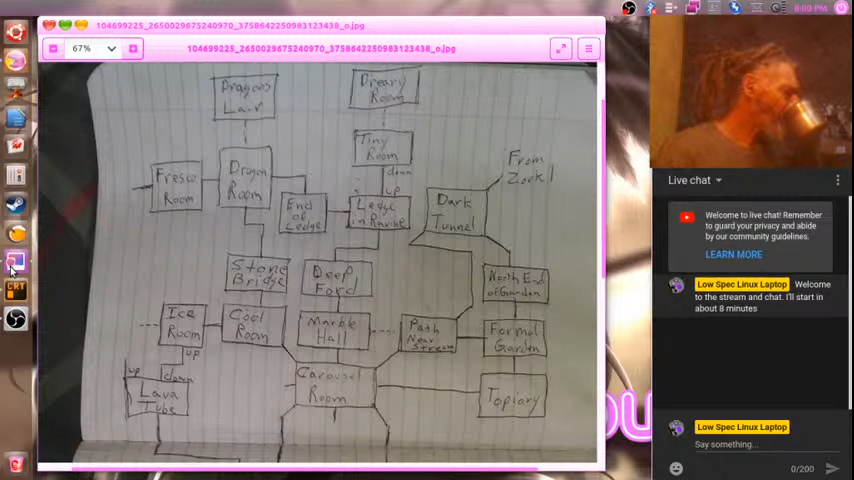 104699225_2650029675240970_3758642250983123438_o.jpg
8:00 PM
67%
104699225_2650029675240970_3758642250983123438_o.jpg
Dragons
Lair
Dreary
Room
Tiny
Room
down
up
From
Zork I
Fresco
Room
Dragon
Room
End
of
Ledge
Ledge
in Ravine
Dark
Tunnel
Stone
Bridge
Deep
Ford
North End
of Garden
Ice
Room
up
Cool
Room
Marble
Hall
Path
Near
Stream
Formal
Garden
up
down
Lava
Tube
Carousel
Room
Topiary
CRT
Live chat
Welcome to live chat! Remember
to guard your privacy and abide
by our community guidelines.
LEARN MORE
Low Spec Linux Laptop Welcome
to the stream and chat. I'll start in
about 8 minutes
Low Spec Linux Laptop
Say something...
0/200